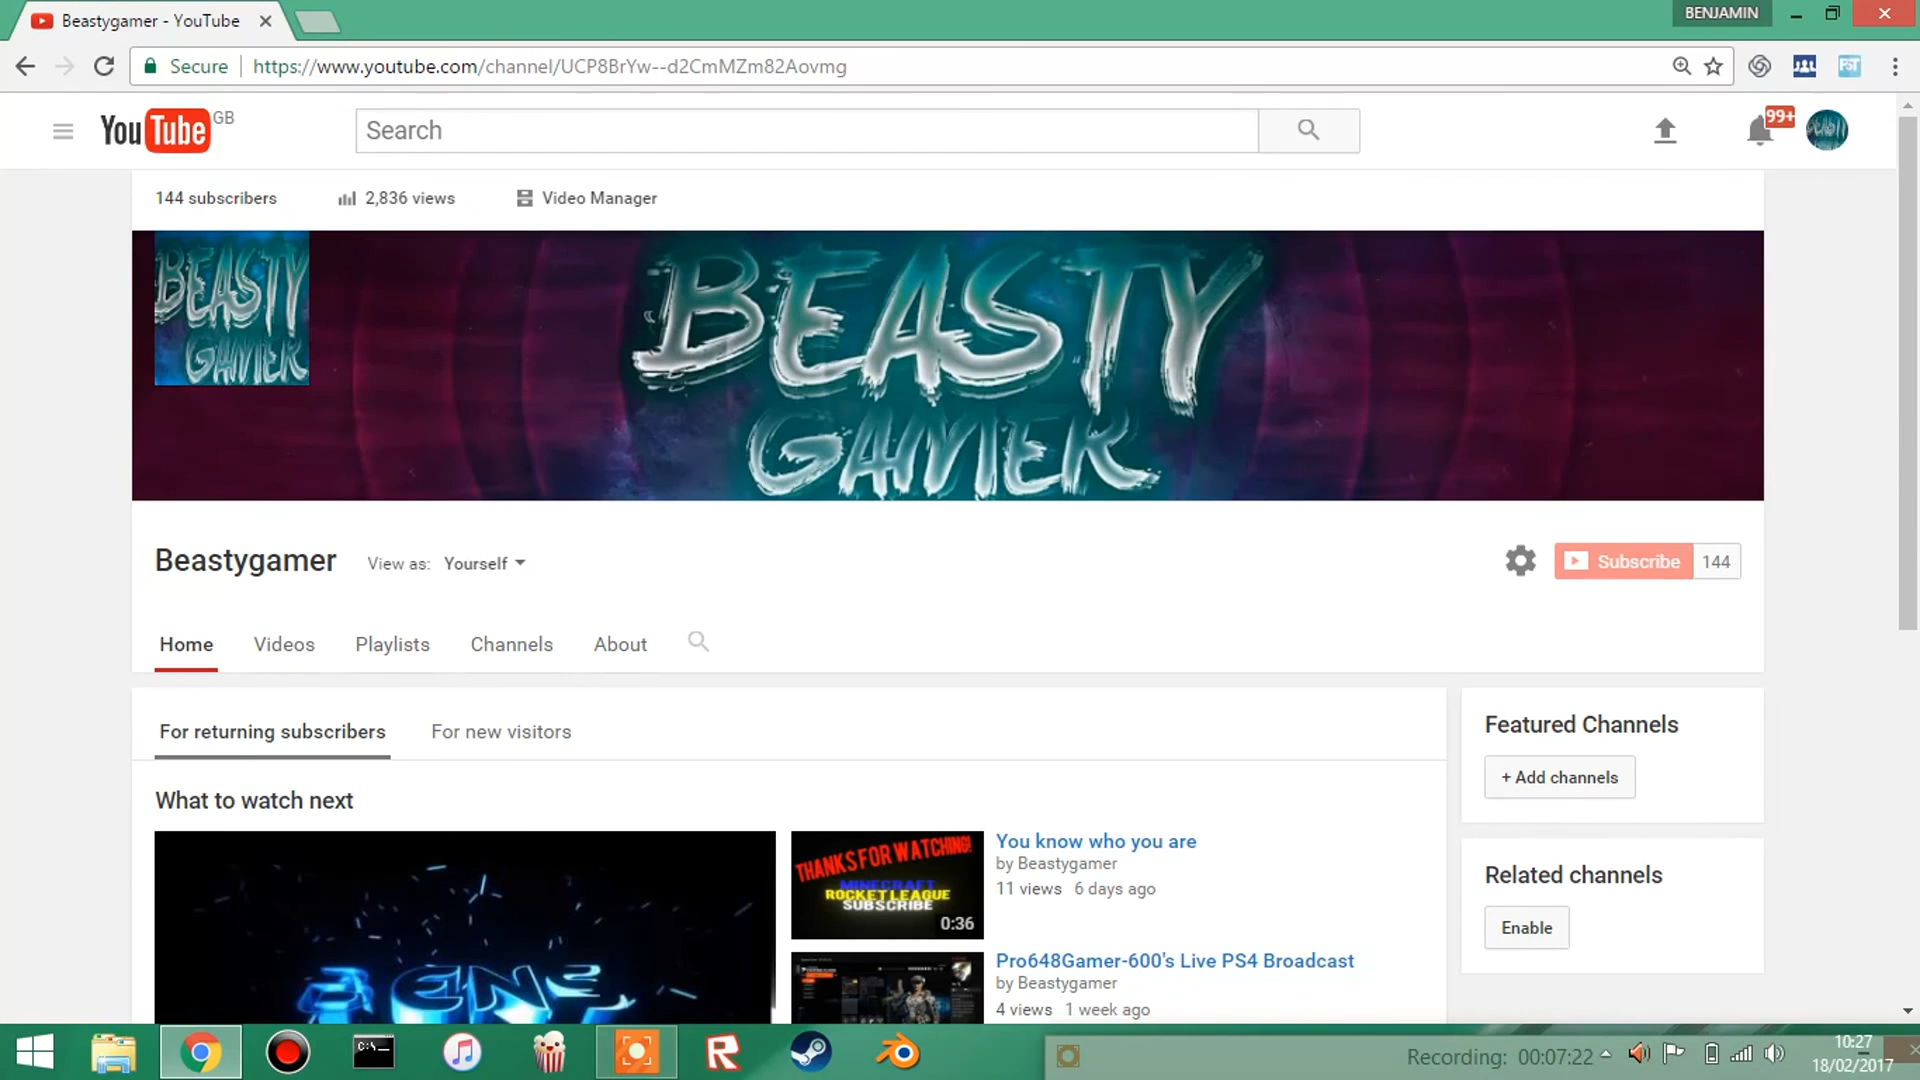 Beastygamer - YouTube
BENJAMIN
Secure https://www.youtube.com/channel/UCP8BrYw--d2CmMZm82Aovmg
YouTube GB
Search
99+
144 subscribers 2,836 views Video Manager
BEASTY
GAMER
BEASTY
GAMER
Beastygamer View as: Yourself
Subscribe 144
Home Videos Playlists Channels About
For returning subscribers For new visitors
What to watch next
THANKS FOR WATCHING!
MINECRAFT
ROCKET LEAGUE
SUBSCRIBE
0:36
You know who you are
by Beastygamer
11 views 6 days ago
Pro648Gamer-600's Live PS4 Broadcast
by Beastygamer
4 views 1 week ago
Featured Channels
+ Add channels
Related channels
Enable
Recording: 00:07:22
10:27
18/02/2017